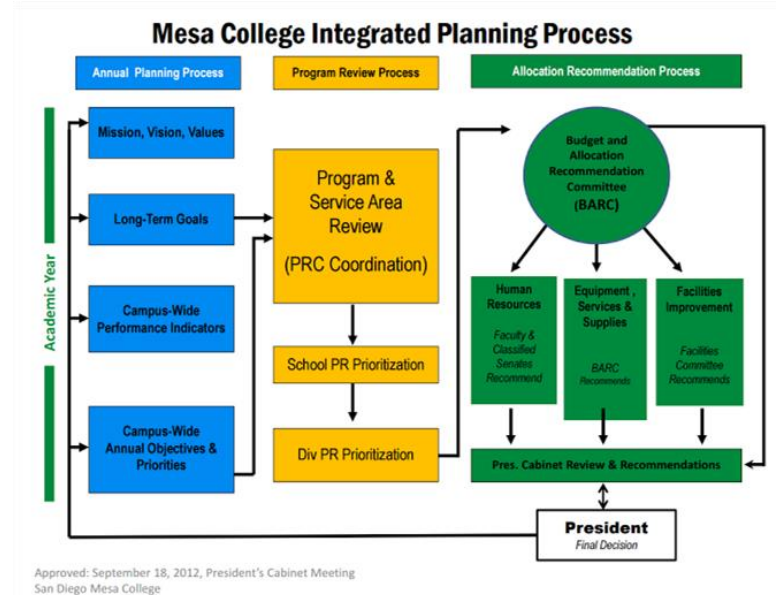 Mesa College Integrated Planning Process
Annual Planning Process
Program Review Process
Allocation Recommendation Process
Academic Year
Mission, Vision, Values
Long-Term Goals
Campus-Wide
Performance Indicators
Campus-Wide
Annual Objectives &
Priorities
Program &
Service Area
Review
(PRC Coordination)
School PR Prioritization
Div PR Prioritization
Budget and
Allocation
Recommendation
Committee
(BARC)
Human
Resources
Faculty &
Classified
Senates
Recommend
Equipment ,
Services &
Supplies
BARC
Recommends
Facilities
Improvement
Facilities
Committee
Recommends
Pres. Cabinet Review & Recommendations
President
Final Decision
Approved: September 18, 2012, President's Cabinet Meeting
San Diego Mesa College